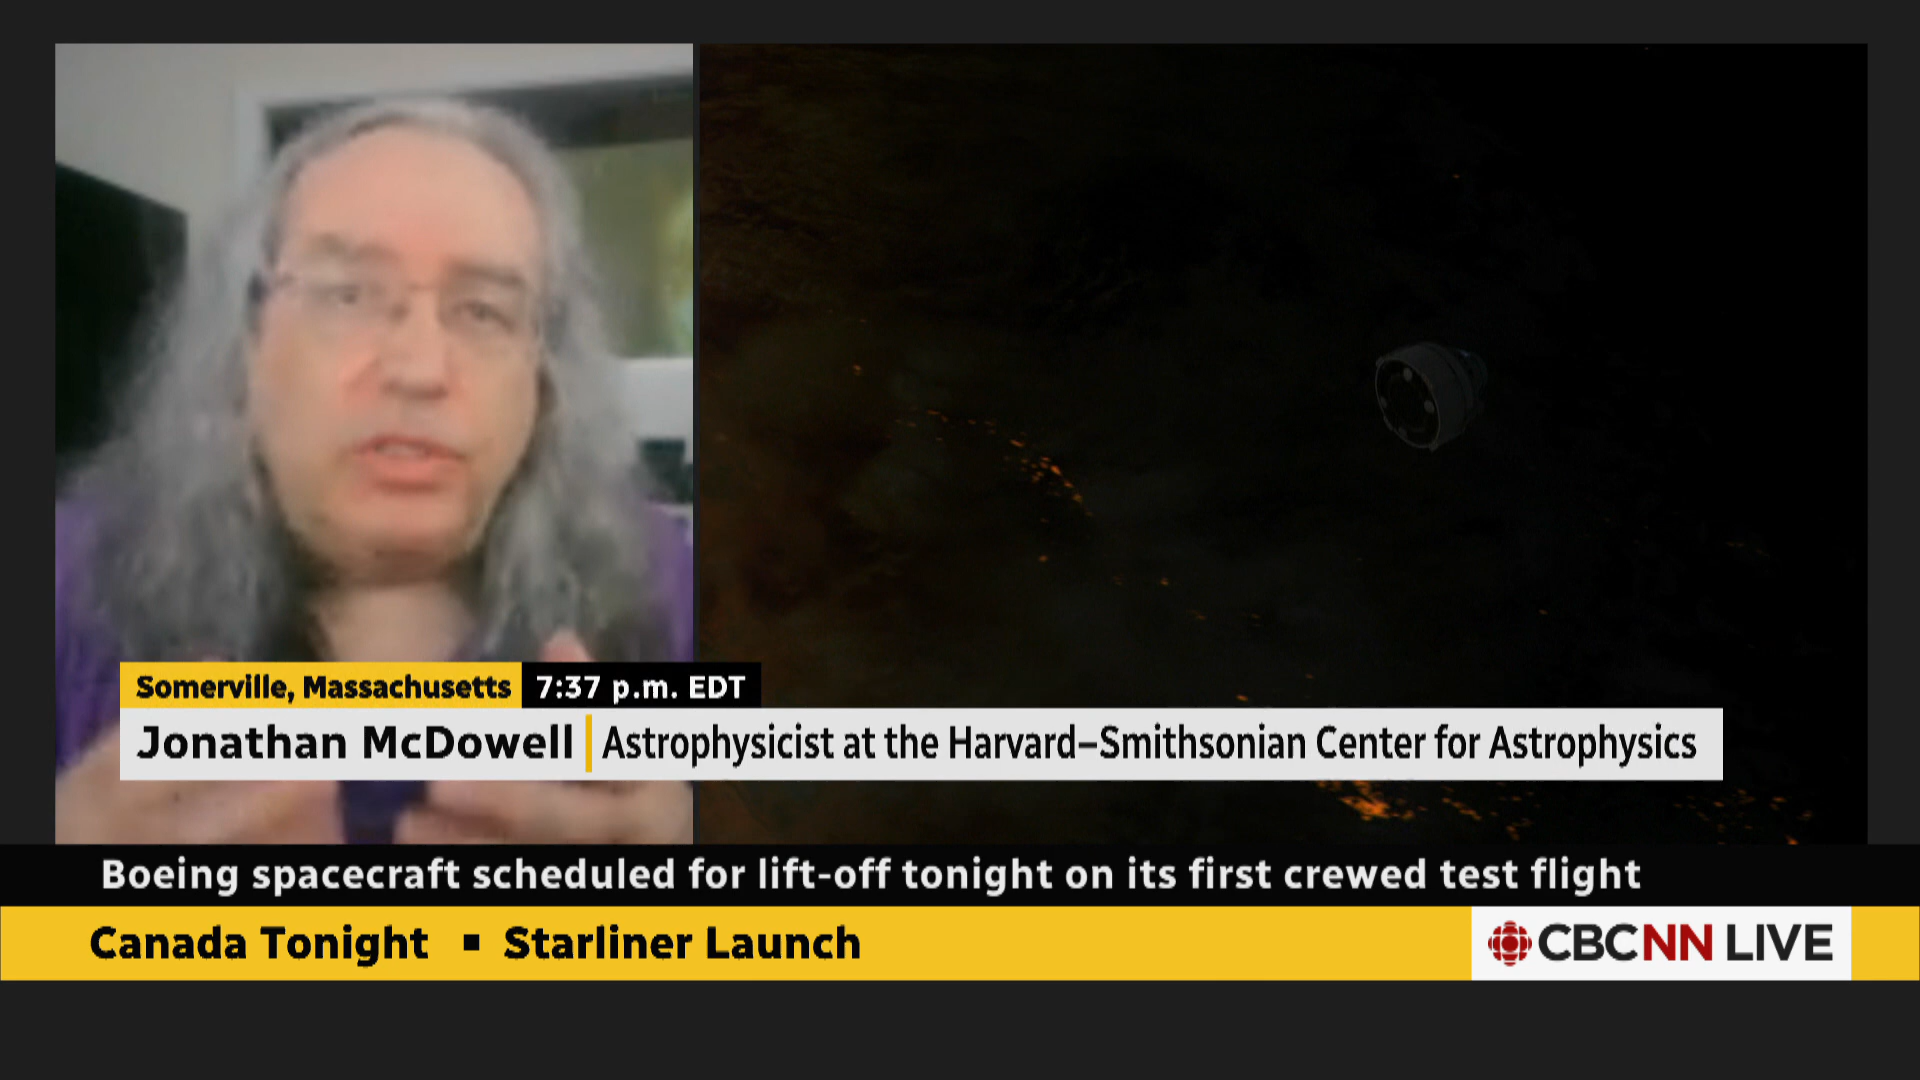 Somerville, Massachusetts 7:37 p.m. EDT
Jonathan McDowell Astrophysicist at the Harvard–Smithsonian Center for Astrophysics
Boeing spacecraft scheduled for lift-off tonight on its first crewed test flight
Canada Tonight ▪ Starliner Launch
CBCNN LIVE